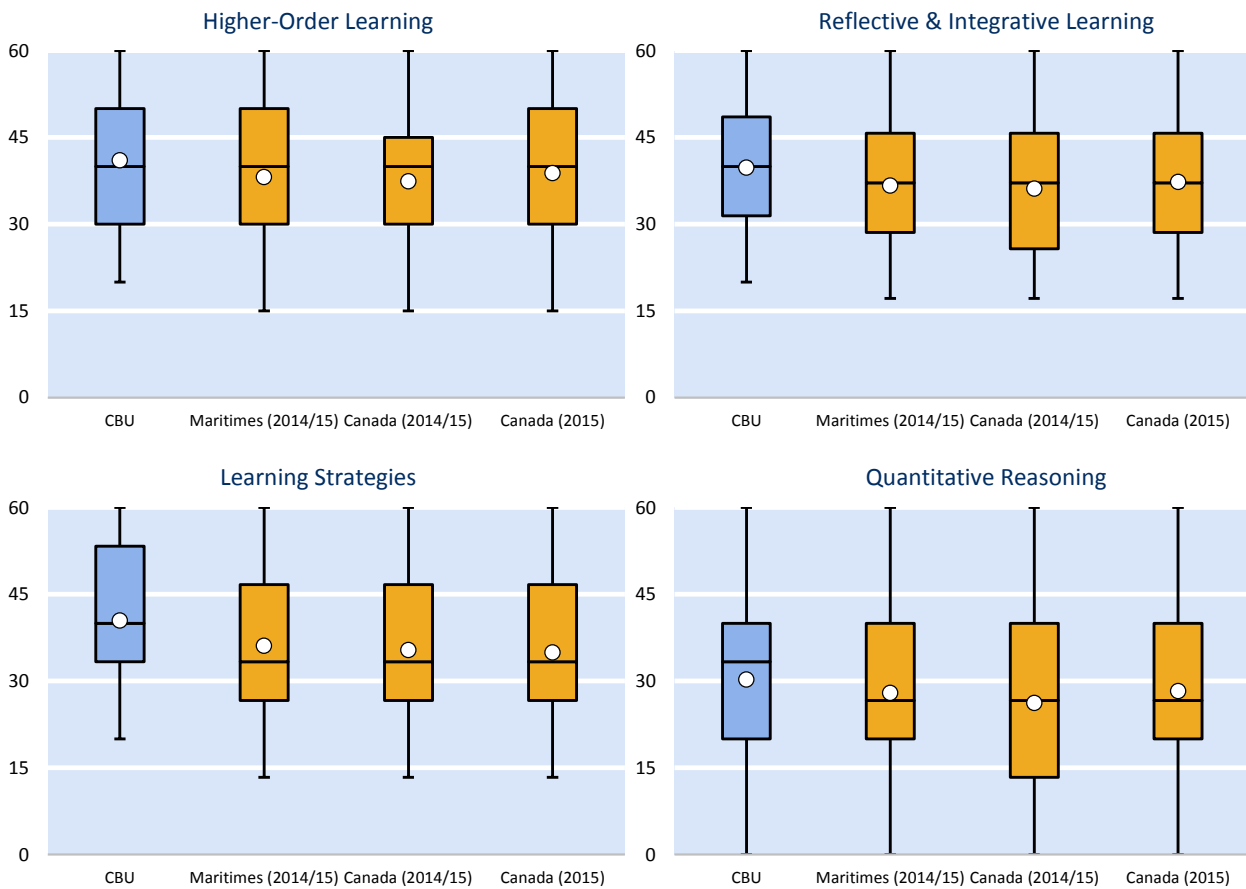 Higher-Order Learning
60
45
30
15
0
CBU Maritimes (2014/15) Canada (2014/15) Canada (2015)
Reflective & Integrative Learning
60
45
30
15
0
CBU Maritimes (2014/15) Canada (2014/15) Canada (2015)
Learning Strategies
60
45
30
15
0
CBU Maritimes (2014/15) Canada (2014/15) Canada (2015)
Quantitative Reasoning
60
45
30
15
0
CBU Maritimes (2014/15) Canada (2014/15) Canada (2015)